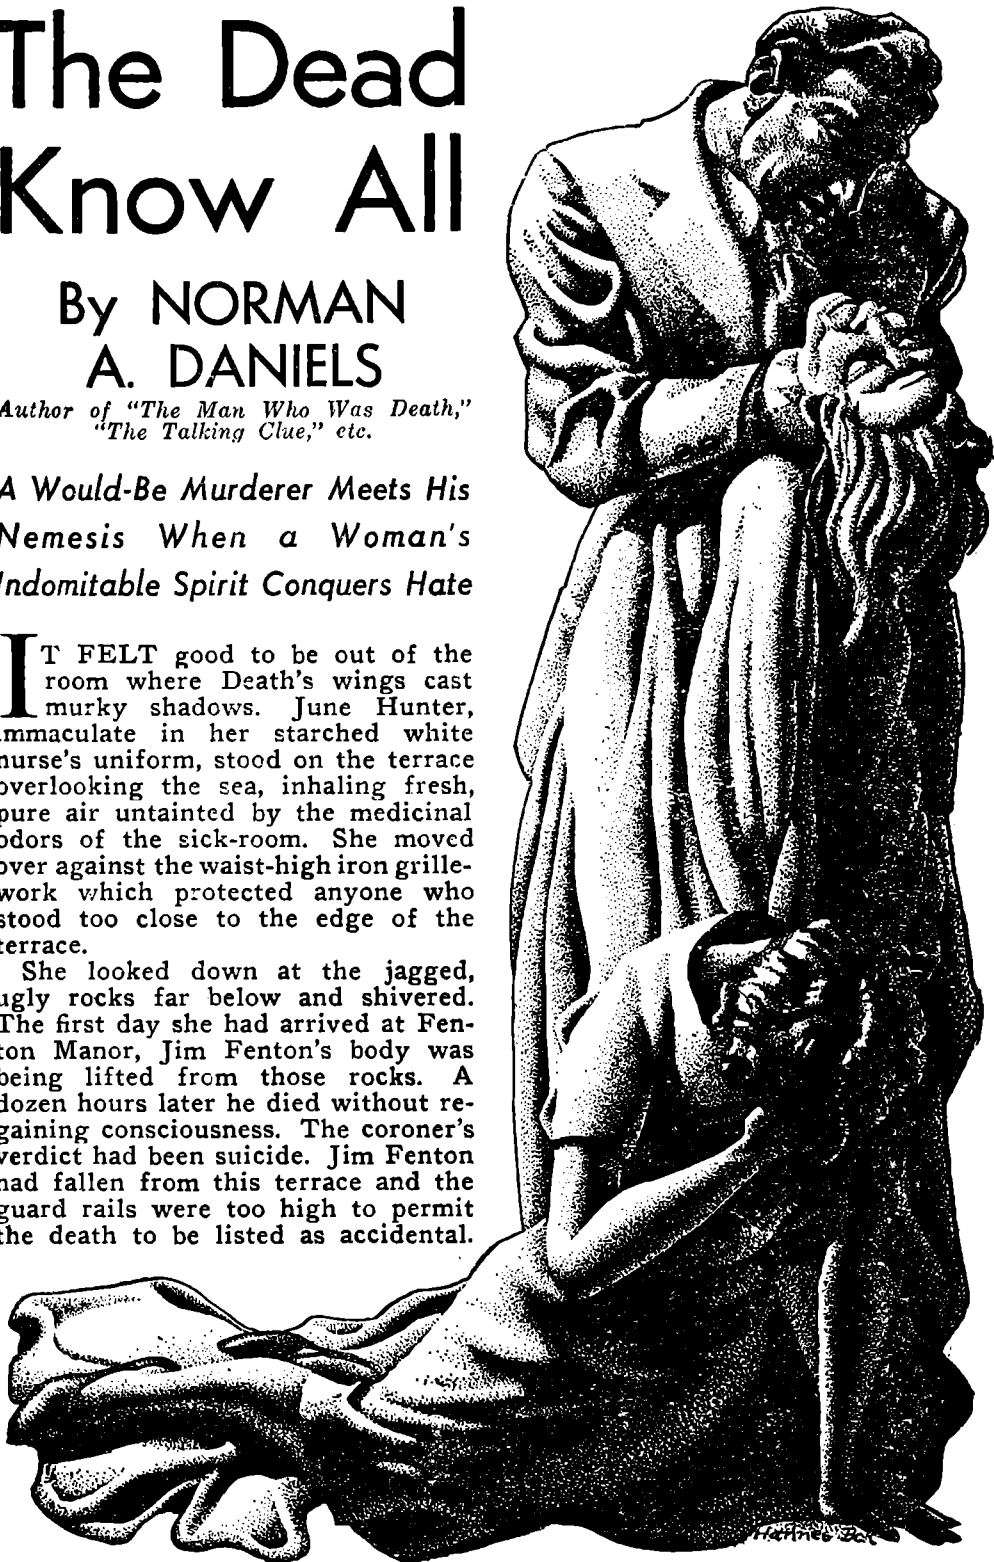 The Dead
Know All
By NORMAN
A. DANIELS
Author of "The Man Who Was Death,"
"The Talking Clue," etc.
A Would-Be Murderer Meets His
Nemesis When a Woman's
Indomitable Spirit Conquers Hate
IT FELT good to be out of the
room where Death's wings cast
murky shadows. June Hunter,
immaculate in her starched white
nurse's uniform, stood on the terrace
overlooking the sea, inhaling fresh,
pure air untainted by the medicinal
odors of the sick-room. She moved
over against the waist-high iron grille-
work which protected anyone who
stood too close to the edge of the
terrace.
She looked down at the jagged,
ugly rocks far below and shivered.
The first day she had arrived at Fen-
ton Manor, Jim Fenton's body was
being lifted from those rocks. A
dozen hours later he died without re-
gaining consciousness. The coroner's
verdict had been suicide. Jim Fenton
had fallen from this terrace and the
guard rails were too high to permit
the death to be listed as accidental.
Hannes Bok